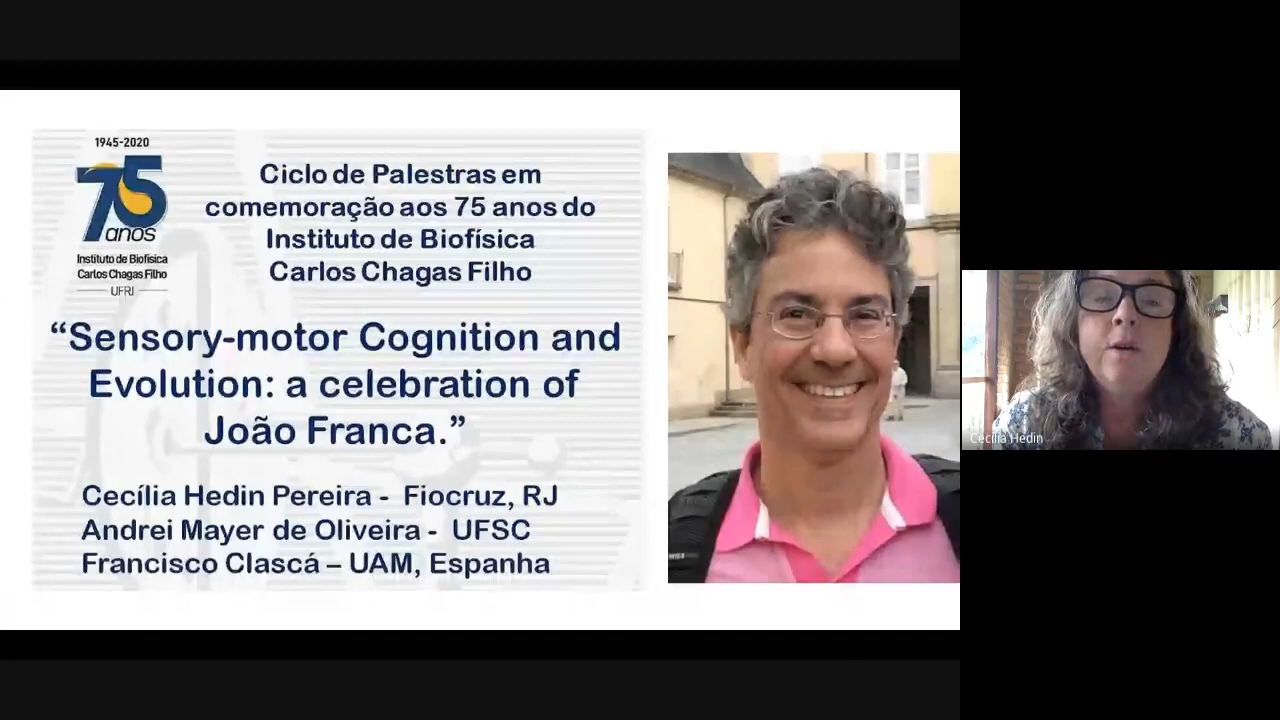 1945-2020
75
anos
Instituto de Biofísica
Carlos Chagas Filho
UFRJ
Ciclo de Palestras em
comemoração aos 75 anos do
Instituto de Biofísica
Carlos Chagas Filho
“Sensory-motor Cognition and
Evolution: a celebration of
João Franca.”
Cecília Hedin Pereira - Fiocruz, RJ
Andrei Mayer de Oliveira - UFSC
Francisco Clascá – UAM, Espanha
Cecília Hedin